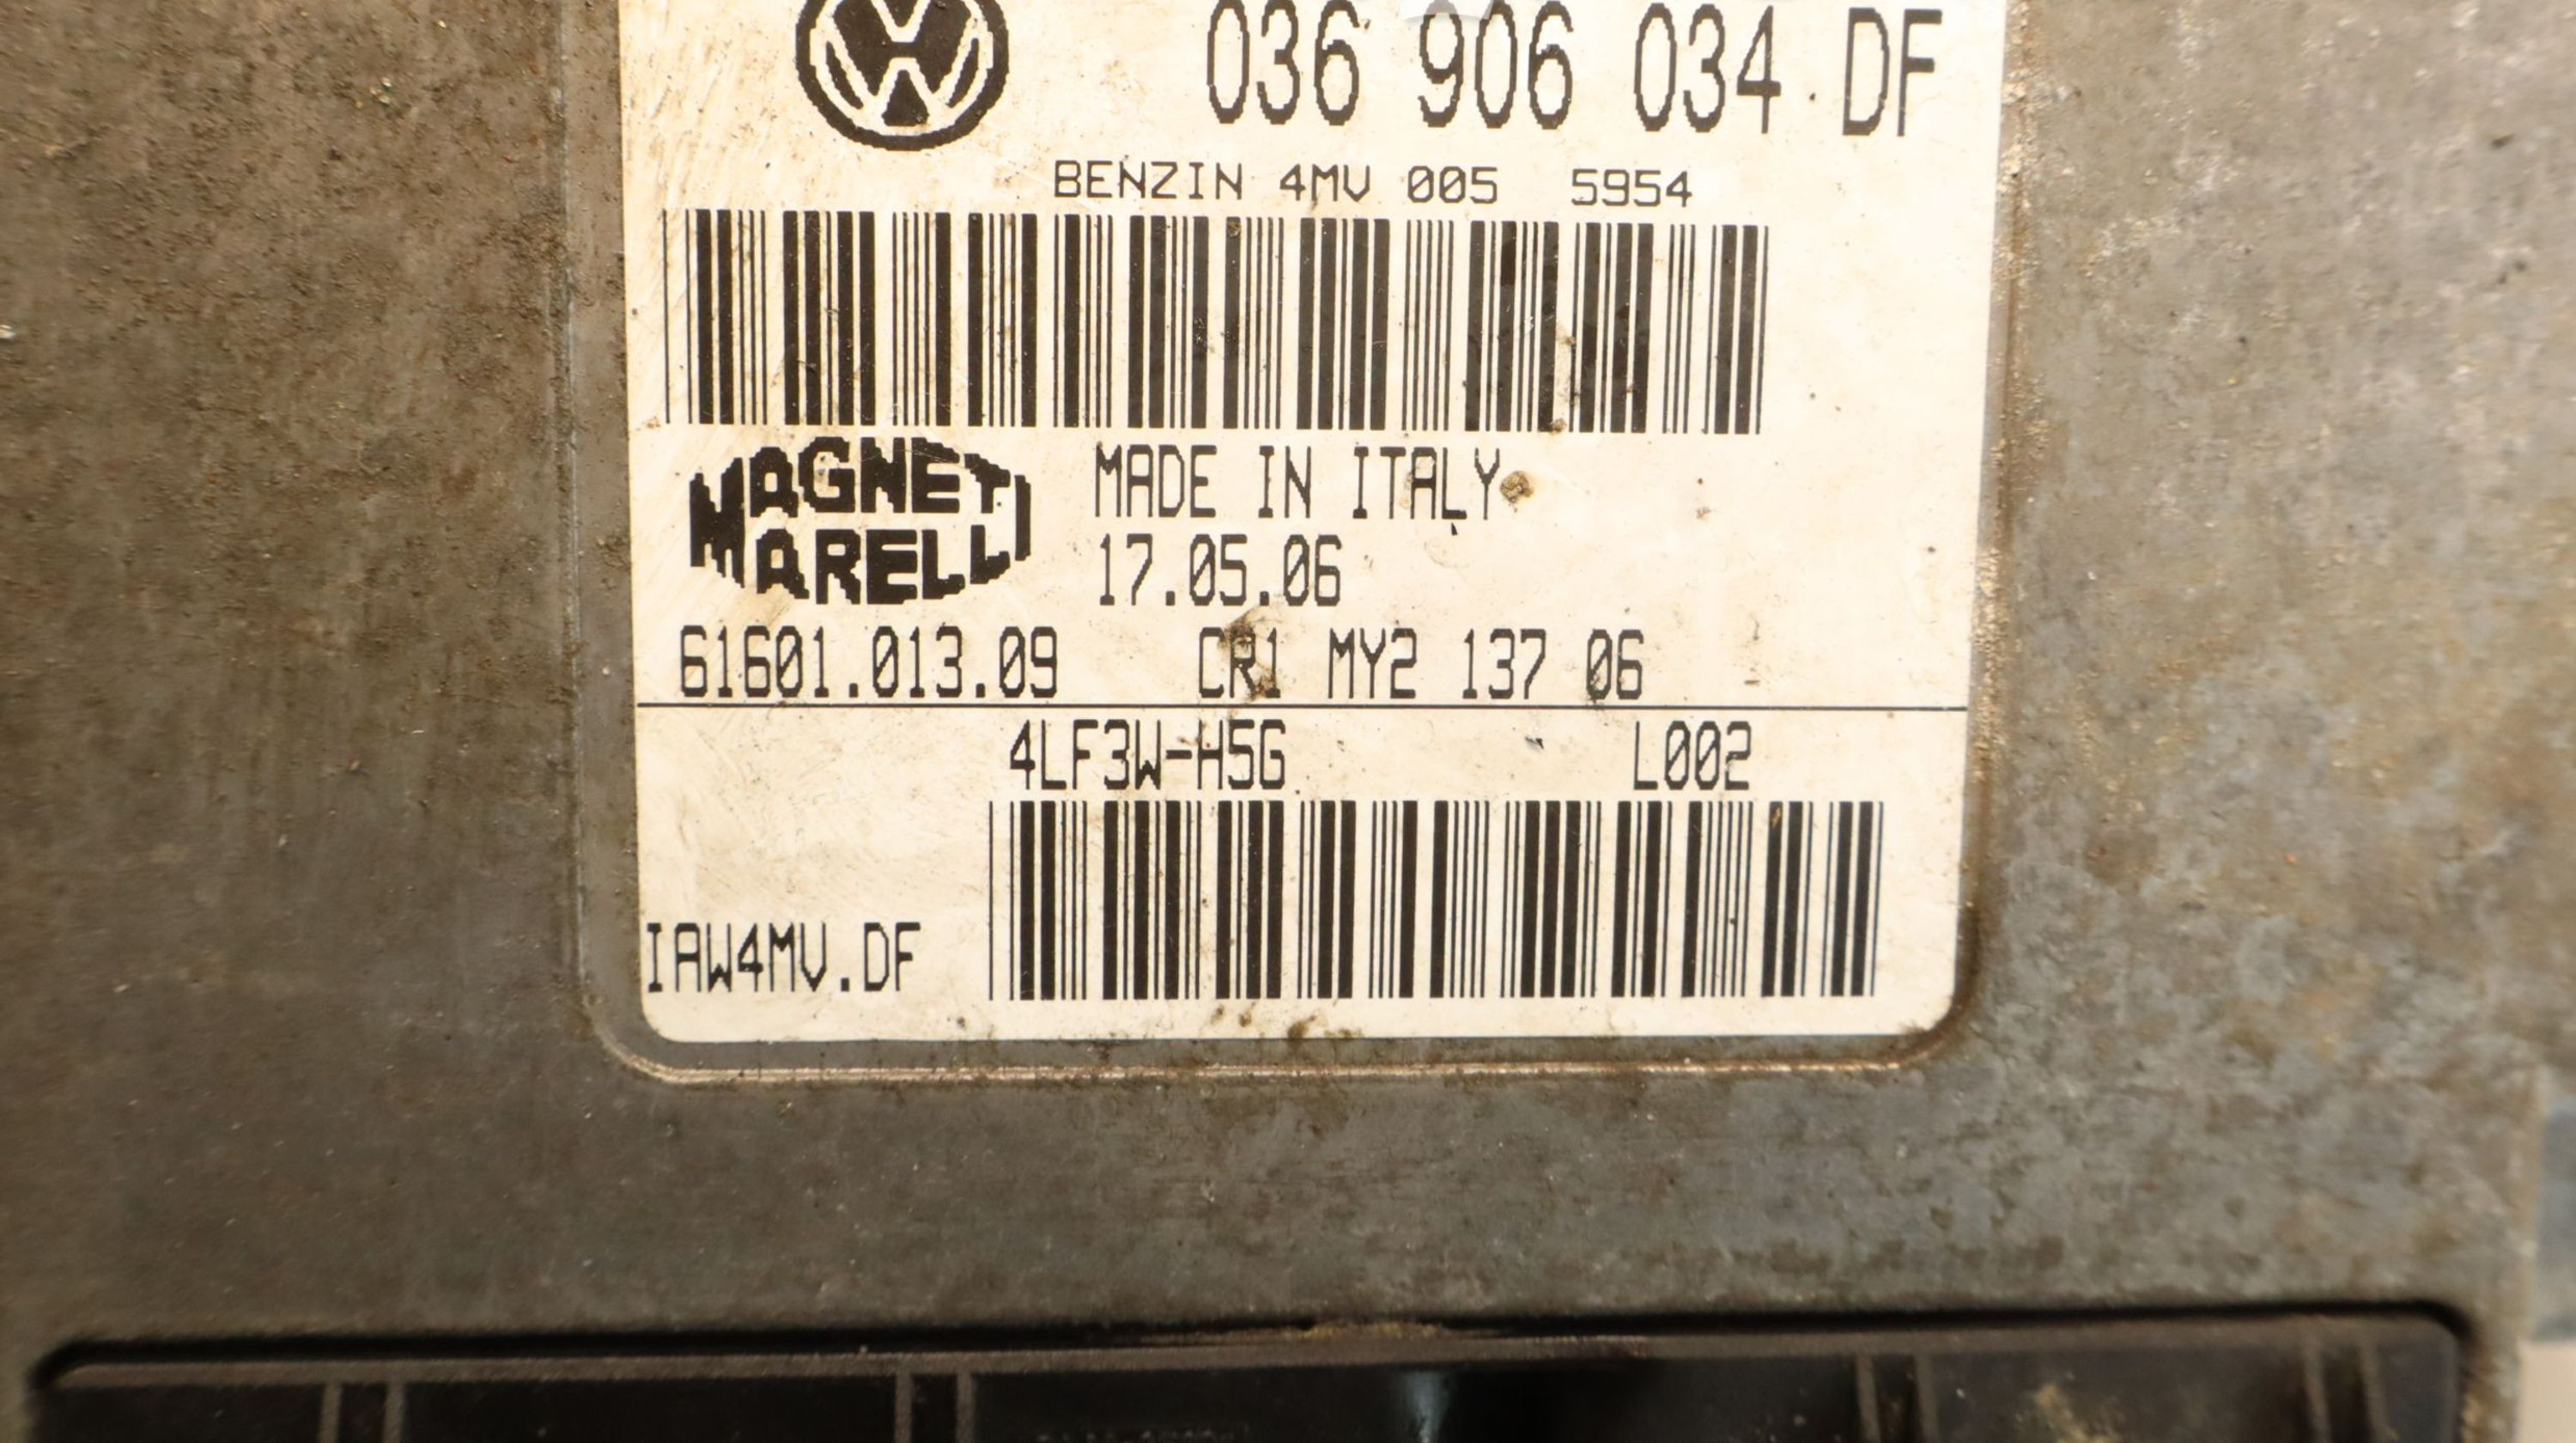 036 906 034 DF
BENZIN 4MV 005 5954
MAGNETI
MARELLI
MADE IN ITALY
17.05.06
61601.013.09 CR1 MY2 137 06
4LF3W-H5G L002
IAW4MV.DF